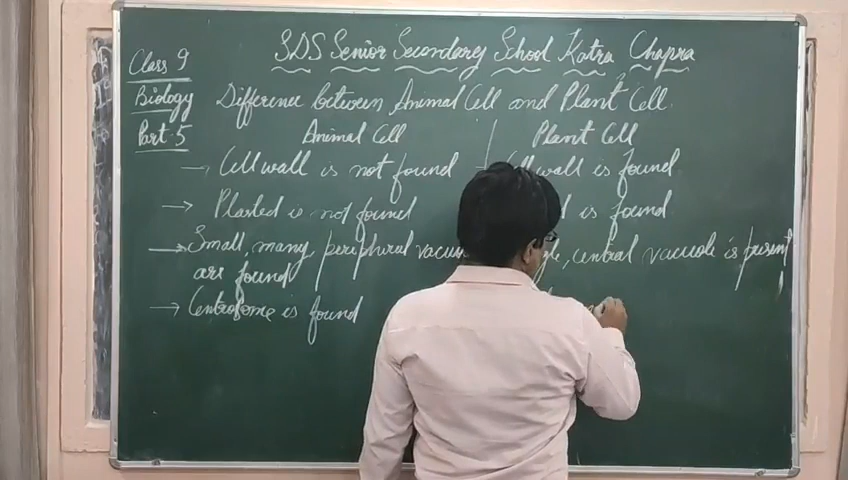 SDS Senior Secondary School Katra, Chapra
Class 9
Biology
Part-5
Difference between Animal Cell and Plant Cell.
Animal Cell
Plant Cell
→ Cell wall is not found
wall is found
→ Plasted is not found
is found
→ Small, many peripheral
central vacuole is present
are found
→ Centrosome is found